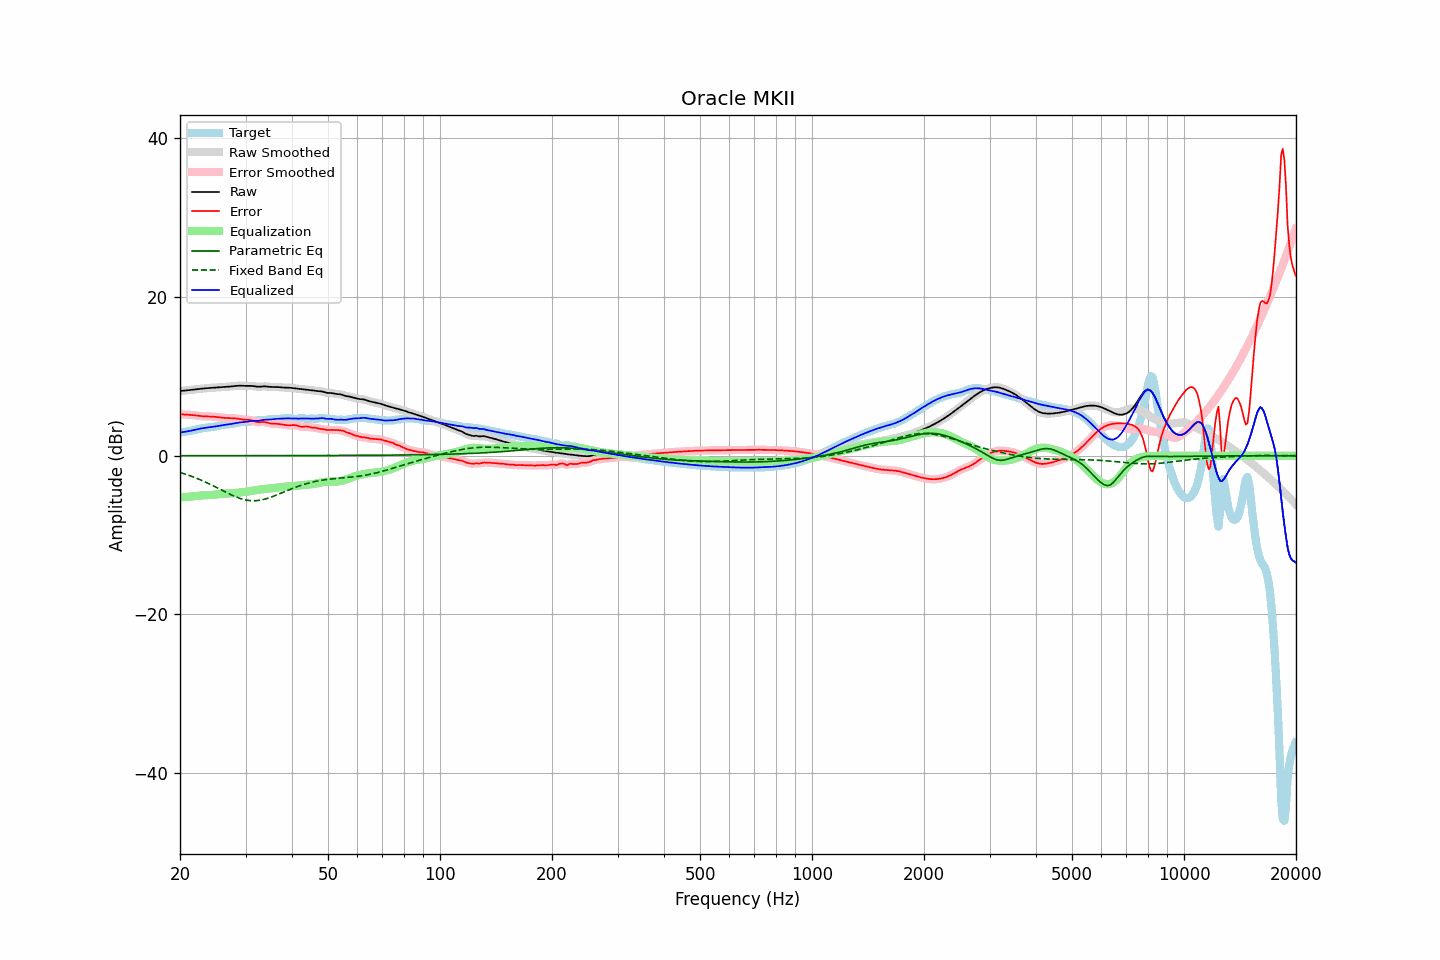 Oracle MKII
Target
Raw Smoothed
Error Smoothed
Raw
Error
Equalization
Parametric Eq
Fixed Band Eq
Equalized
40
20
0
−20
−40
Amplitude (dBr)
20 50 100 200 500 1000 2000 5000 10000 20000
Frequency (Hz)